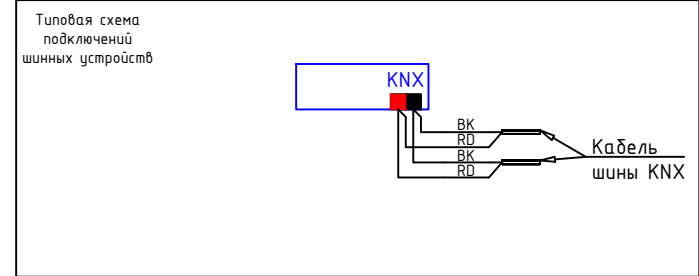 Типовая схема
подключений
шинных устройств
KNX
BK
RD
BK
RD
Кабель
шины KNX